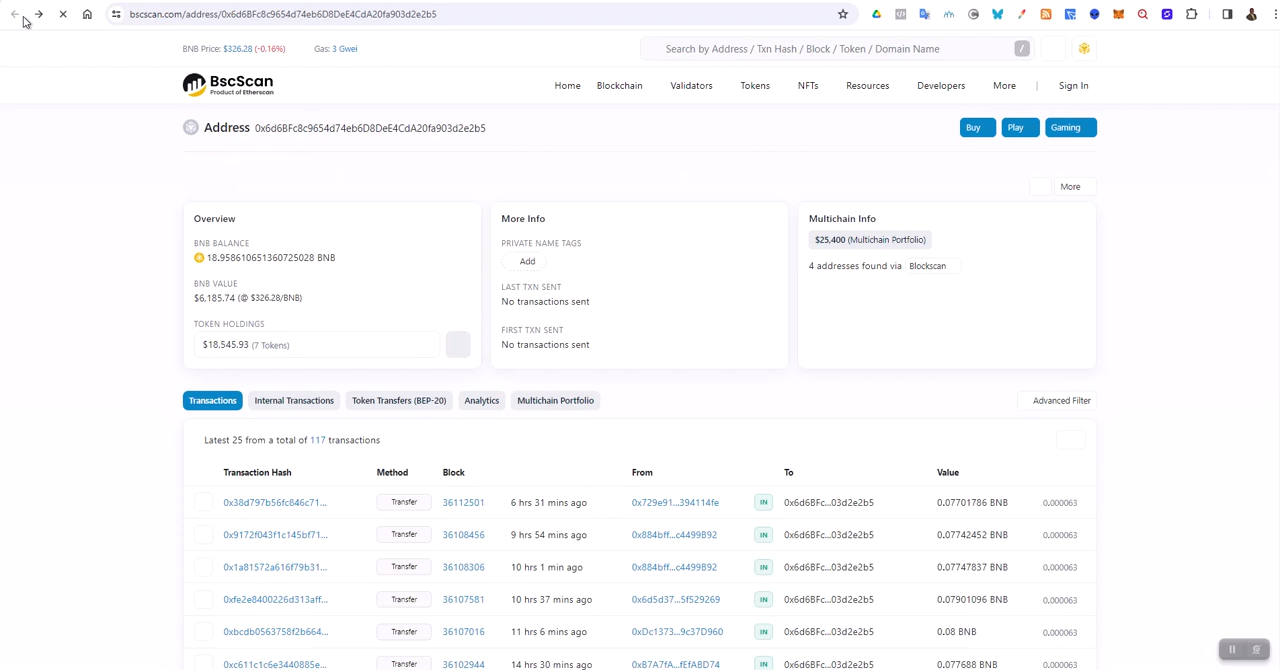 bscscan.com/address/0x6d6BFc8c9654d74eb6D8DeE4CdA20fa903d2e2b5
BNB Price: $326.28 (-0.16%) Gas: 3 Gwei
Search by Address / Txn Hash / Block / Token / Domain Name /
BscScan
Product of Etherscan
Home Blockchain Validators Tokens NFTs Resources Developers More | Sign In
Address 0x6d6BFc8c9654d74eb6D8DeE4CdA20fa903d2e2b5
Buy Play Gaming
More
Overview
BNB BALANCE
18.958610651360725028 BNB
BNB VALUE
$6,185.74 (@ $326.28/BNB)
TOKEN HOLDINGS
$18,545.93 (7 Tokens)
More Info
PRIVATE NAME TAGS
Add
LAST TXN SENT
No transactions sent
FIRST TXN SENT
No transactions sent
Multichain Info
$25,400 (Multichain Portfolio)
4 addresses found via Blockscan
Transactions Internal Transactions Token Transfers (BEP-20) Analytics Multichain Portfolio Advanced Filter
Latest 25 from a total of 117 transactions
Transaction Hash Method Block From To Value
0x38d797b56fc846c71... Transfer 36112501 6 hrs 31 mins ago 0x729e91...394114fe IN 0x6d6BFc...03d2e2b5 0.07701786 BNB 0.000063
0x9172f043f1c145bf71... Transfer 36108456 9 hrs 54 mins ago 0x884bff...c4499B92 IN 0x6d6BFc...03d2e2b5 0.07742452 BNB 0.000063
0x1a81572a616f79b31... Transfer 36108306 10 hrs 1 min ago 0x884bff...c4499B92 IN 0x6d6BFc...03d2e2b5 0.07747837 BNB 0.000063
0xfe2e8400226d313aff... Transfer 36107581 10 hrs 37 mins ago 0x6d5d37...5f529269 IN 0x6d6BFc...03d2e2b5 0.07901096 BNB 0.000063
0xbcdb0563758f2b664... Transfer 36107016 11 hrs 6 mins ago 0xDc1373...9c37D960 IN 0x6d6BFc...03d2e2b5 0.08 BNB 0.000063
0xc611c1c6e3440885e... Transfer 36102944 14 hrs 30 mins ago 0xB7A7fA...fEfABD74 IN 0x6d6BFc...03d2e2b5 0.077688 BNB 0.000063